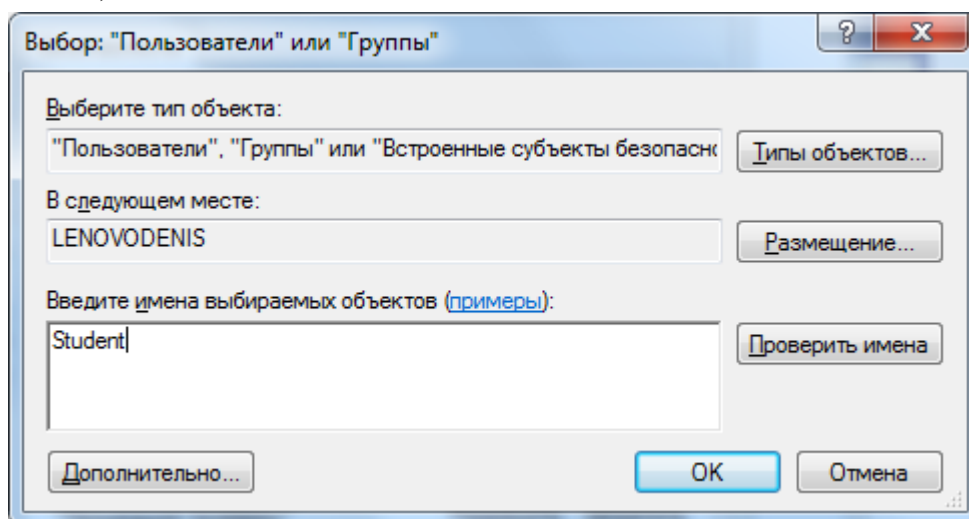 Выбор: "Пользователи" или "Группы"
Выберите тип объекта:
"Пользователи", "Группы" или "Встроенные субъекты безопасно
Типы объектов...
В следующем месте:
LENOVODENIS
Размещение...
Введите имена выбираемых объектов (примеры):
Student
Проверить имена
Дополнительно...
OK
Отмена